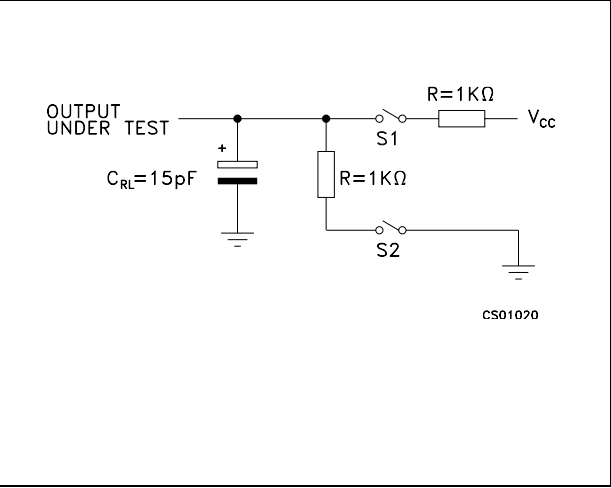 R=1KΩ
OUTPUT
UNDER TEST
VCC
S1
+
CRL=15pF
R=1KΩ
S2
CS01020